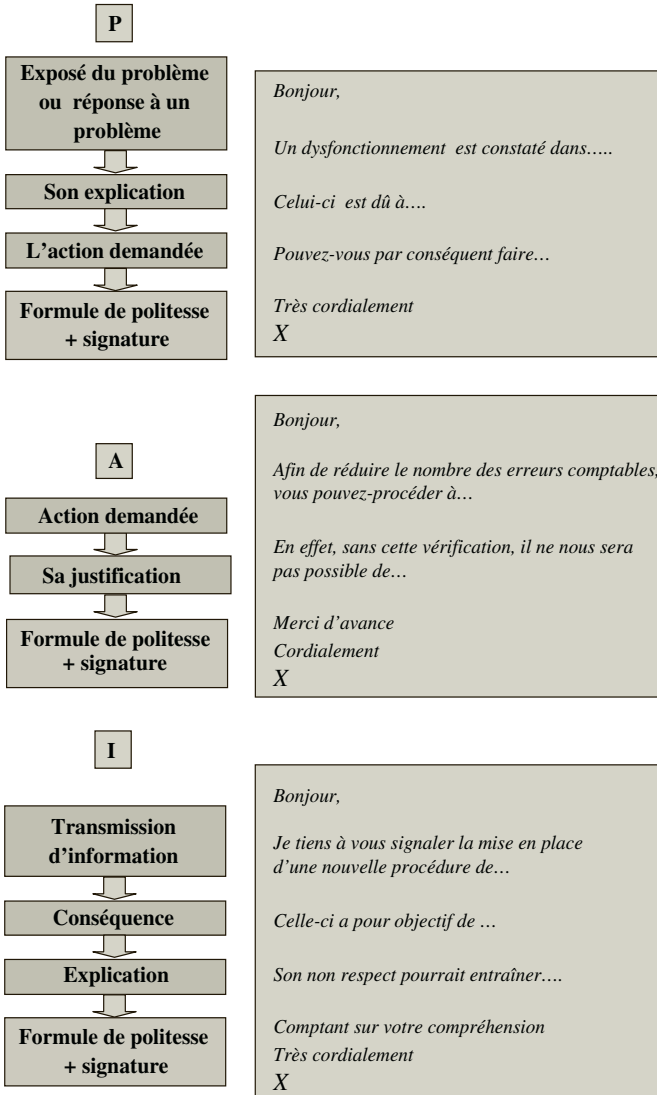 P
Exposé du problème
ou réponse à un
problème
Son explication
L'action demandée
Formule de politesse
+ signature
Bonjour,
Un dysfonctionnement est constaté dans…..
Celui-ci est dû à….
Pouvez-vous par conséquent faire…
Très cordialement
X
A
Action demandée
Sa justification
Formule de politesse
+ signature
Bonjour,
Afin de réduire le nombre des erreurs comptables,
vous pouvez-procéder à…
En effet, sans cette vérification, il ne nous sera
pas possible de…
Merci d'avance
Cordialement
X
I
Transmission
d'information
Conséquence
Explication
Formule de politesse
+ signature
Bonjour,
Je tiens à vous signaler la mise en place
d'une nouvelle procédure de…
Celle-ci a pour objectif de …
Son non respect pourrait entraîner….
Comptant sur votre compréhension
Très cordialement
X